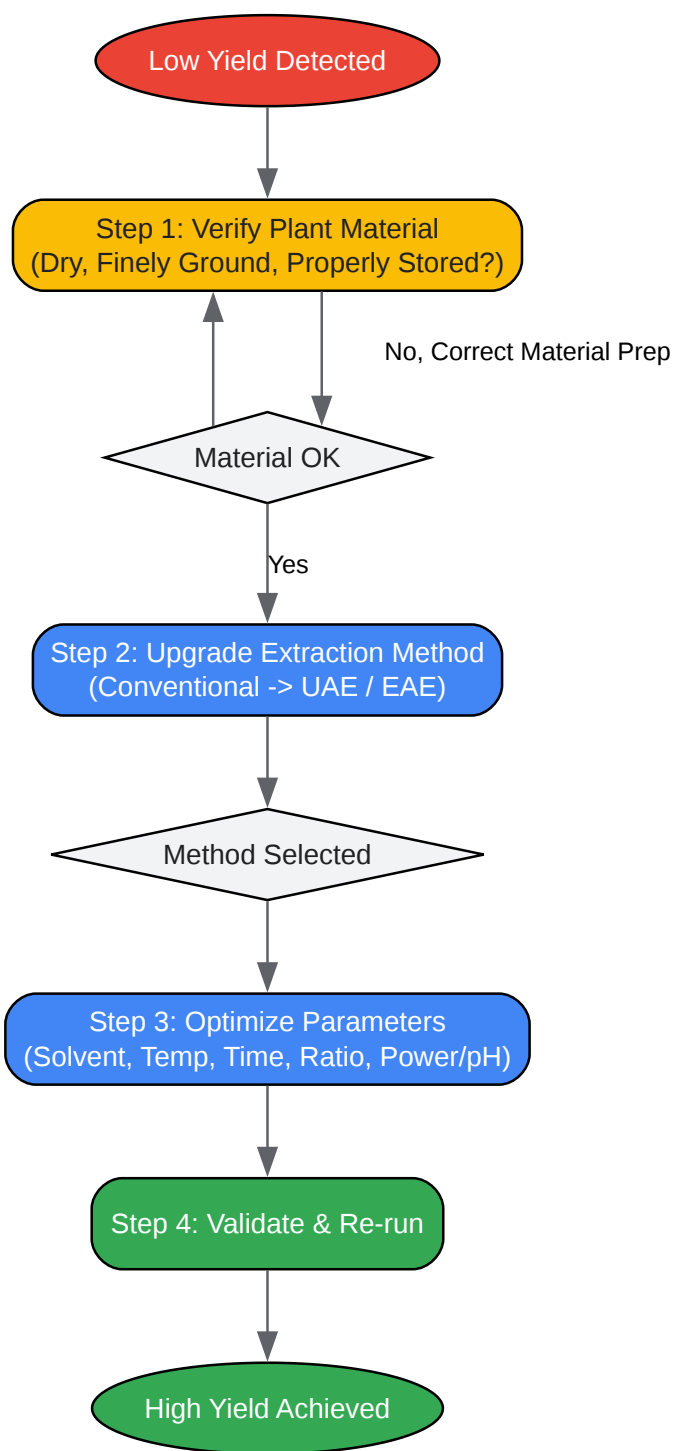 Low Yield Detected
Step 1: Verify Plant Material
(Dry, Finely Ground, Properly Stored?)
No, Correct Material Prep
Material OK
Yes
Step 2: Upgrade Extraction Method
(Conventional -> UAE / EAE)
Method Selected
Step 3: Optimize Parameters
(Solvent, Temp, Time, Ratio, Power/pH)
Step 4: Validate & Re-run
High Yield Achieved